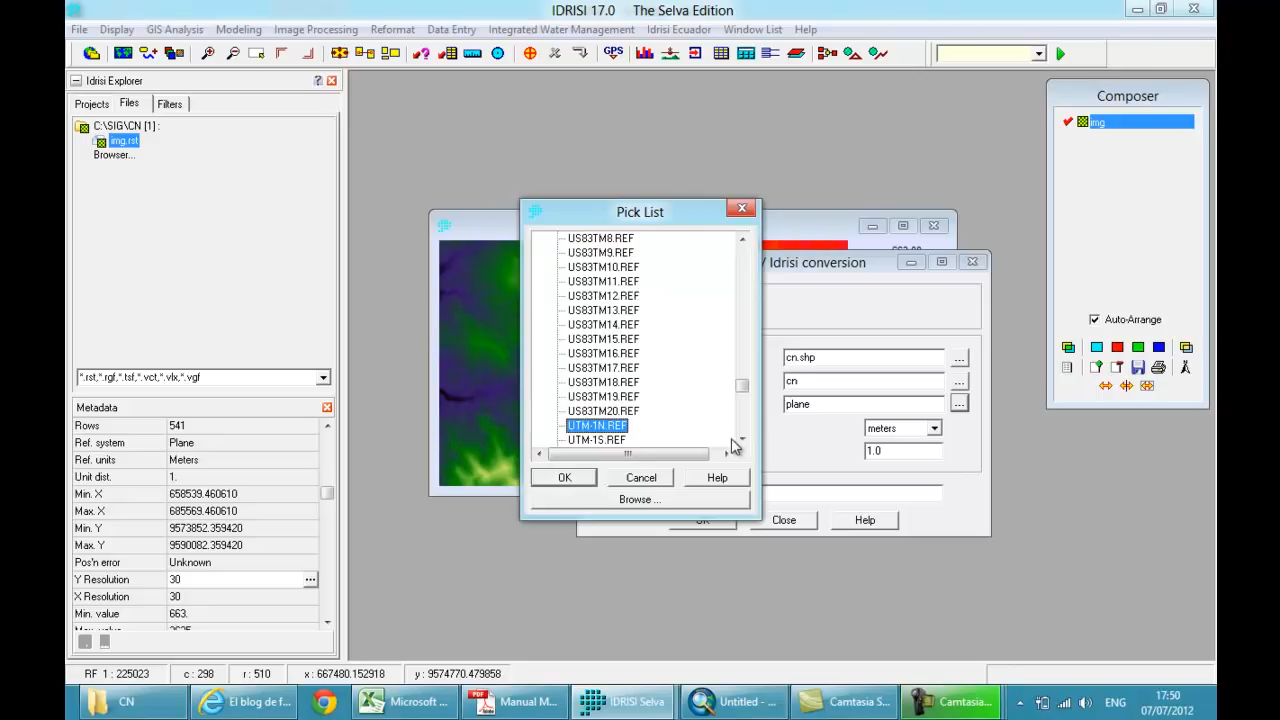 IDRISI 17.0 The Selva Edition
File Display GIS Analysis Modeling Image Processing Reformat Data Entry Integrated Water Management Idrisi Ecuador Window List Help
GPS
Idrisi Explorer
Projects Files Filters
C:\SIG\CN [1] :
img.rst
Browser...
*.rst,*.rgf,*.tsf,*.vct,*.vlx,*.vgf
Metadata
Rows 541
Ref. system Plane
Ref. units Meters
Unit dist. 1.
Min. X 658539.460610
Max. X 685569.460610
Min. Y 9573852.359420
Max. Y 9590082.359420
Pos'n error Unknown
Y Resolution 30 ...
X Resolution 30
Min. value 663.
Pick List
US83TM8.REF
US83TM9.REF
US83TM10.REF
US83TM11.REF
US83TM12.REF
US83TM13.REF
US83TM14.REF
US83TM15.REF
US83TM16.REF
US83TM17.REF
US83TM18.REF
US83TM19.REF
US83TM20.REF
UTM-1N.REF
UTM-1S.REF
OK Cancel Help
Browse ...
/ Idrisi conversion
cn.shp ...
cn ...
plane ...
meters
1.0
Close Help
Composer
img
Auto-Arrange
RF 1 : 225023 c : 298 r : 510 x : 667480.152918 y : 9574770.479858
CN El blog de f... Microsoft ... Manual M... IDRISI Selva Untitled - ... Camtasia S... Camtasia... ENG 17:50
07/07/2012